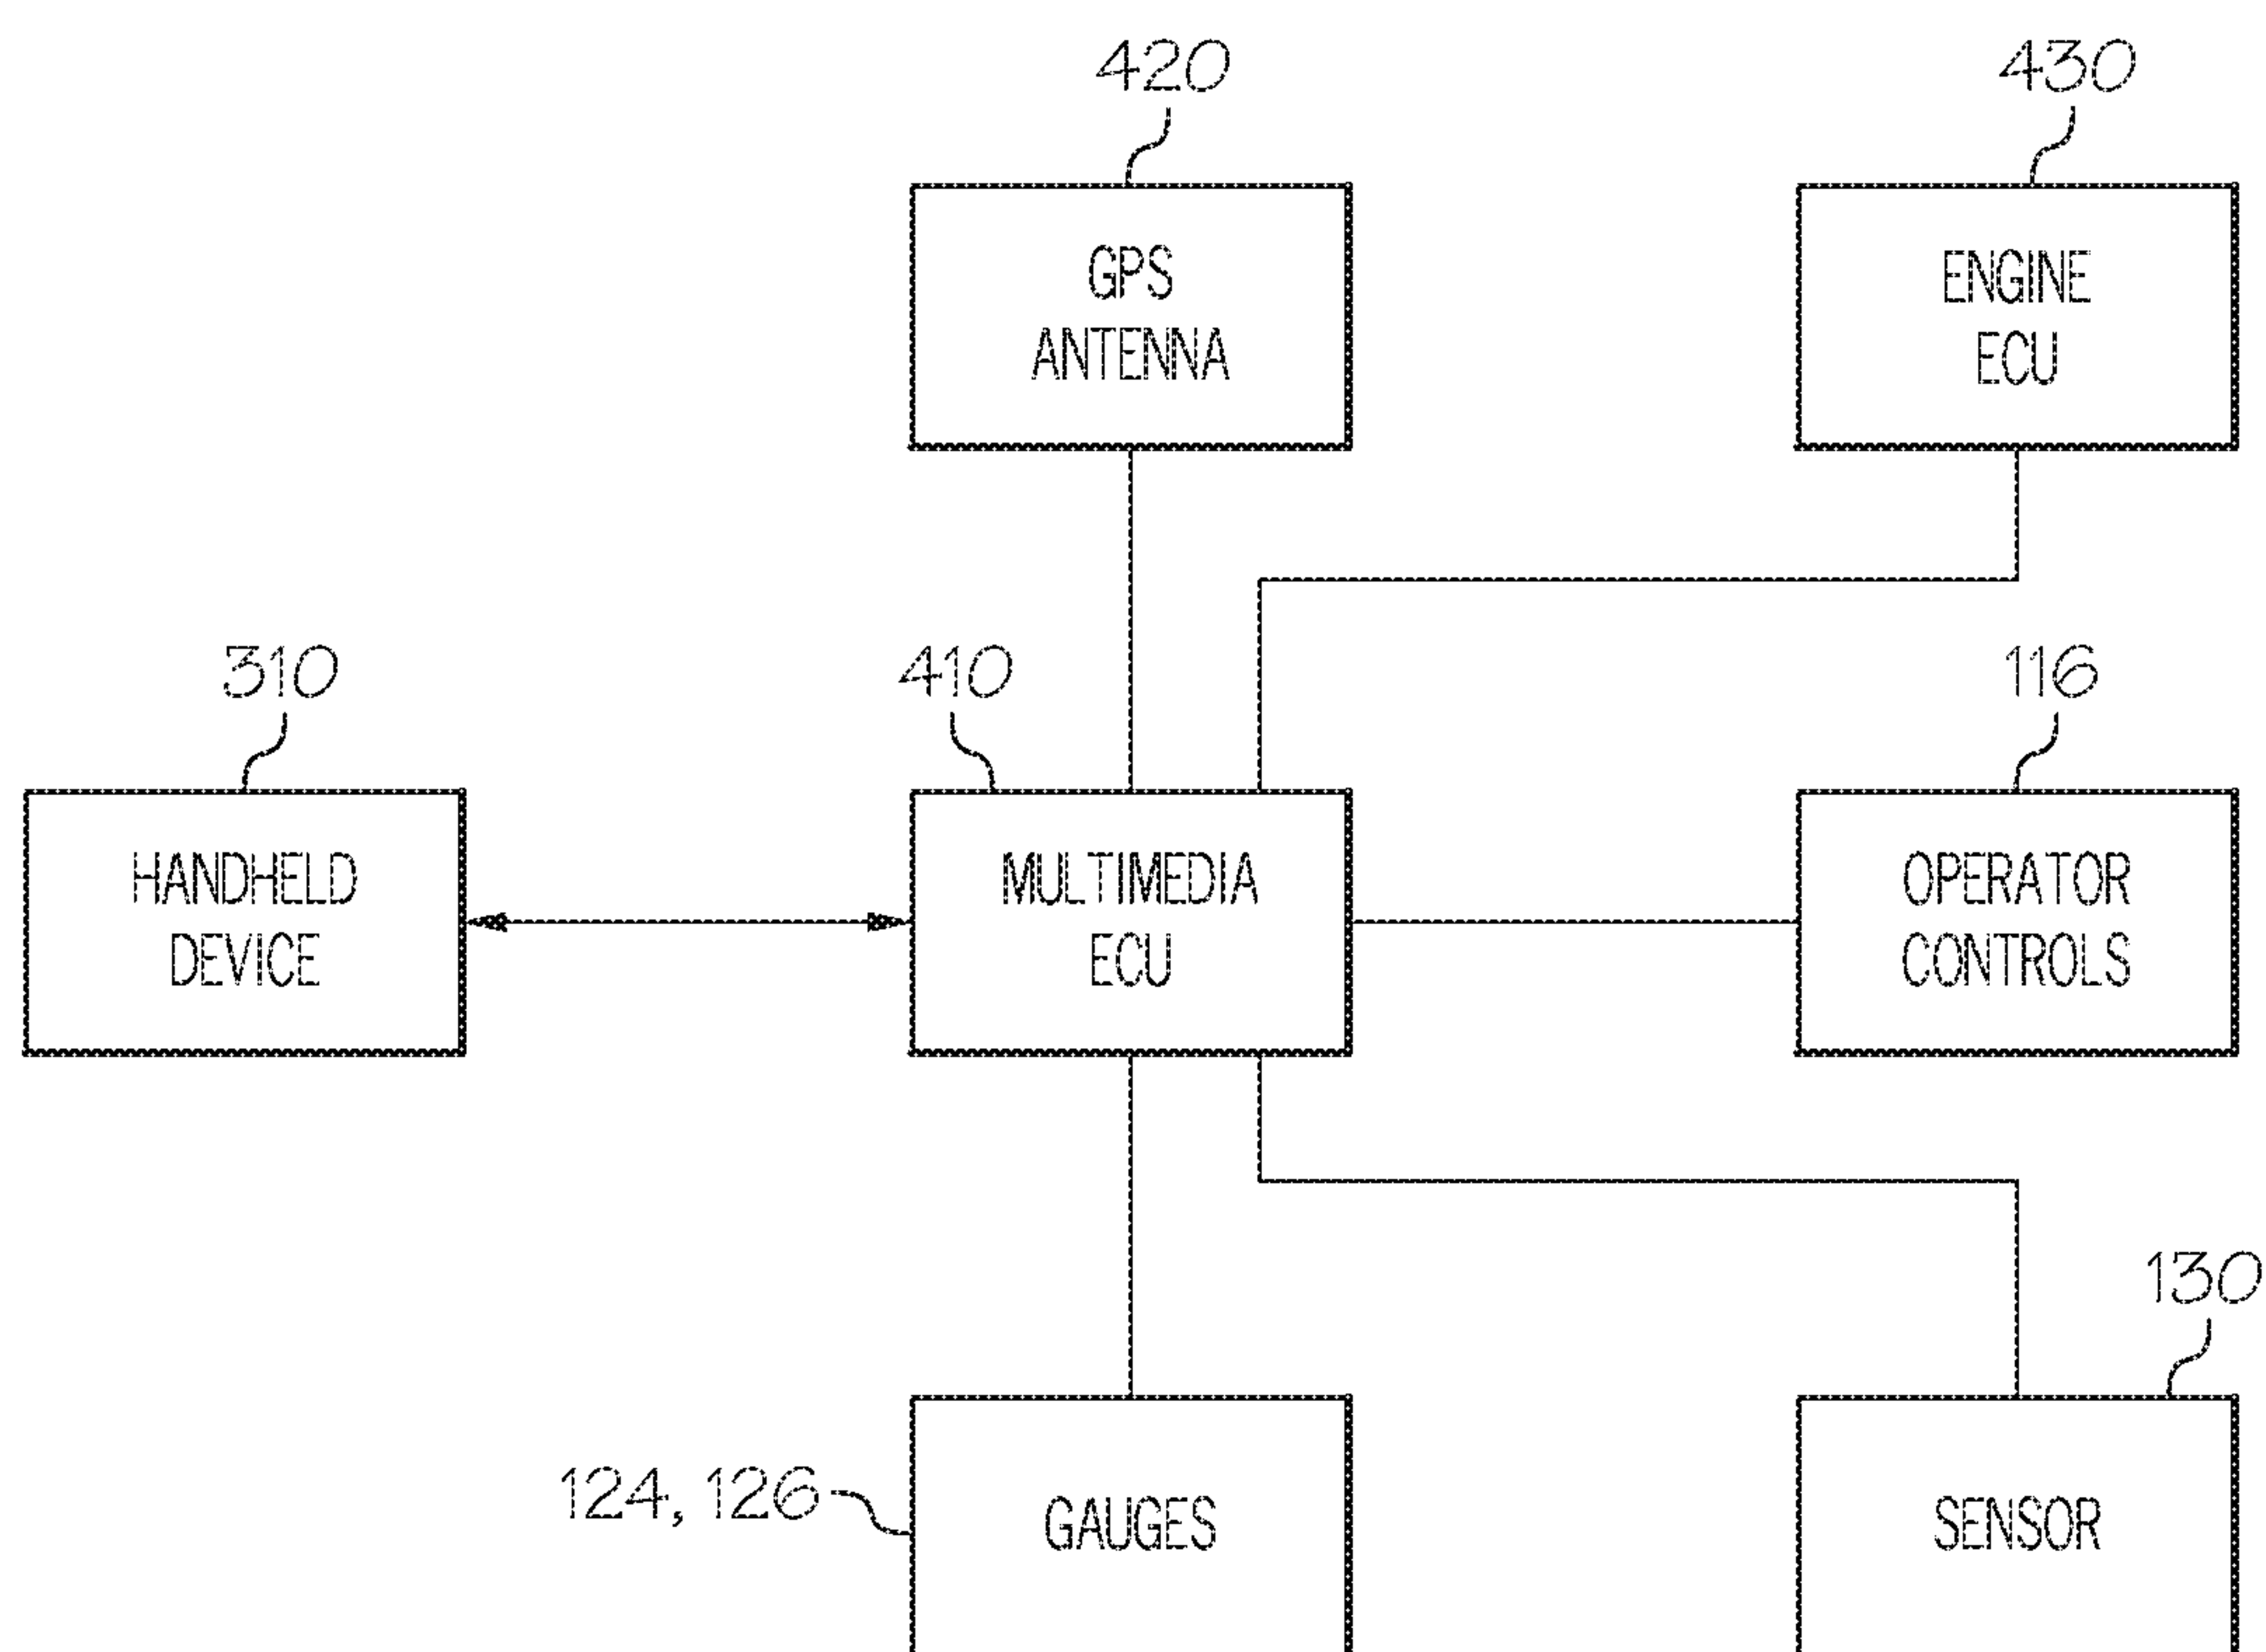 420
430
GPS
ANTENNA
ENGINE
ECU
310
410
116
HANDHELD
DEVICE
MULTIMEDIA
ECU
OPERATOR
CONTROLS
130
124, 126
GAUGES
SENSOR